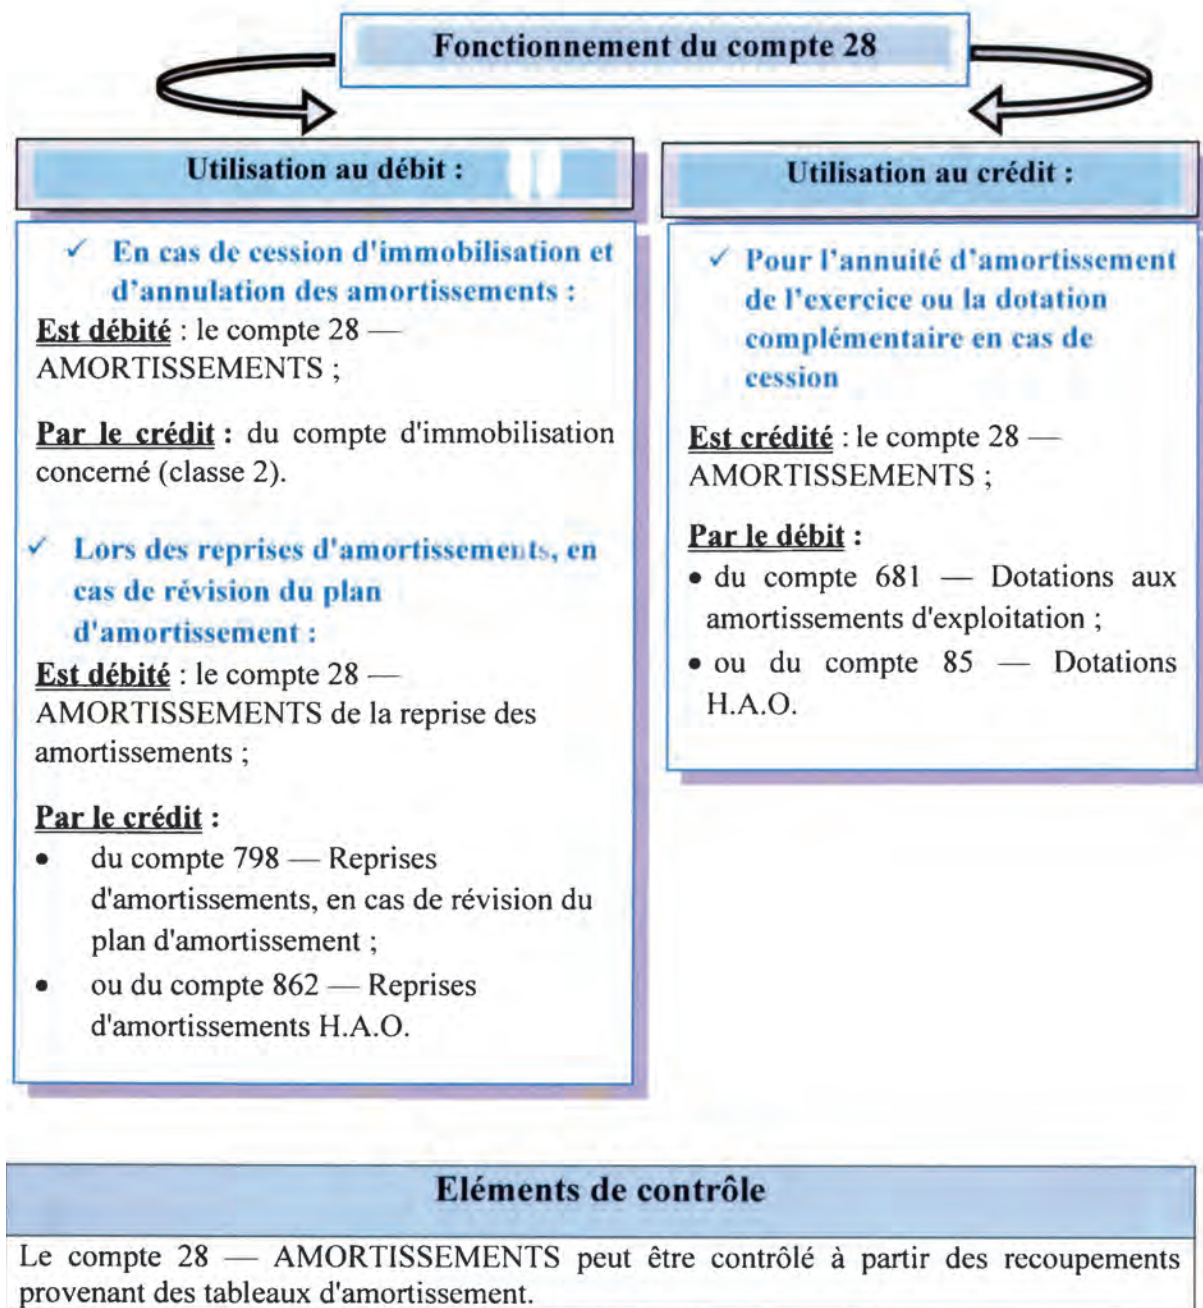 Fonctionnement du compte 28
Utilisation au débit :
✓ En cas de cession d'immobilisation et
d'annulation des amortissements :
Est débité : le compte 28 —
AMORTISSEMENTS ;
Par le crédit : du compte d'immobilisation
concerné (classe 2).
✓ Lors des reprises d'amortissements, en
cas de révision du plan
d'amortissement :
Est débité : le compte 28 —
AMORTISSEMENTS de la reprise des
amortissements ;
Par le crédit :
• du compte 798 — Reprises
d'amortissements, en cas de révision du
plan d'amortissement ;
• ou du compte 862 — Reprises
d'amortissements H.A.O.
Utilisation au crédit :
✓ Pour l'annuité d'amortissement
de l'exercice ou la dotation
complémentaire en cas de
cession
Est crédité : le compte 28 —
AMORTISSEMENTS ;
Par le débit :
• du compte 681 — Dotations aux
amortissements d'exploitation ;
• ou du compte 85 — Dotations
H.A.O.
Eléments de contrôle
Le compte 28 — AMORTISSEMENTS peut être contrôlé à partir des recoupements
provenant des tableaux d'amortissement.